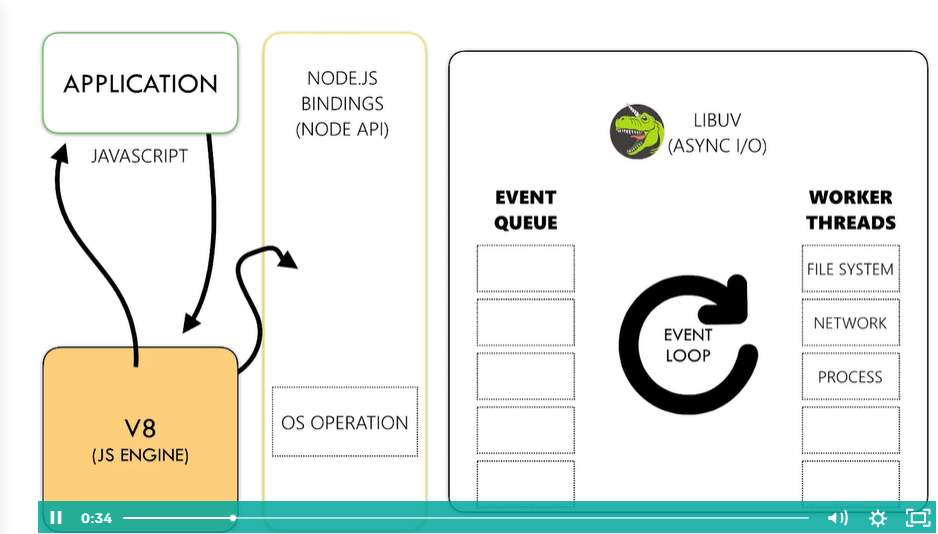 APPLICATION
JAVASCRIPT
V8
(JS ENGINE)
NODE.JS
BINDINGS
(NODE API)
OS OPERATION
LIBUV
(ASYNC I/O)
EVENT
QUEUE
EVENT
LOOP
WORKER
THREADS
FILE SYSTEM
NETWORK
PROCESS
0:34